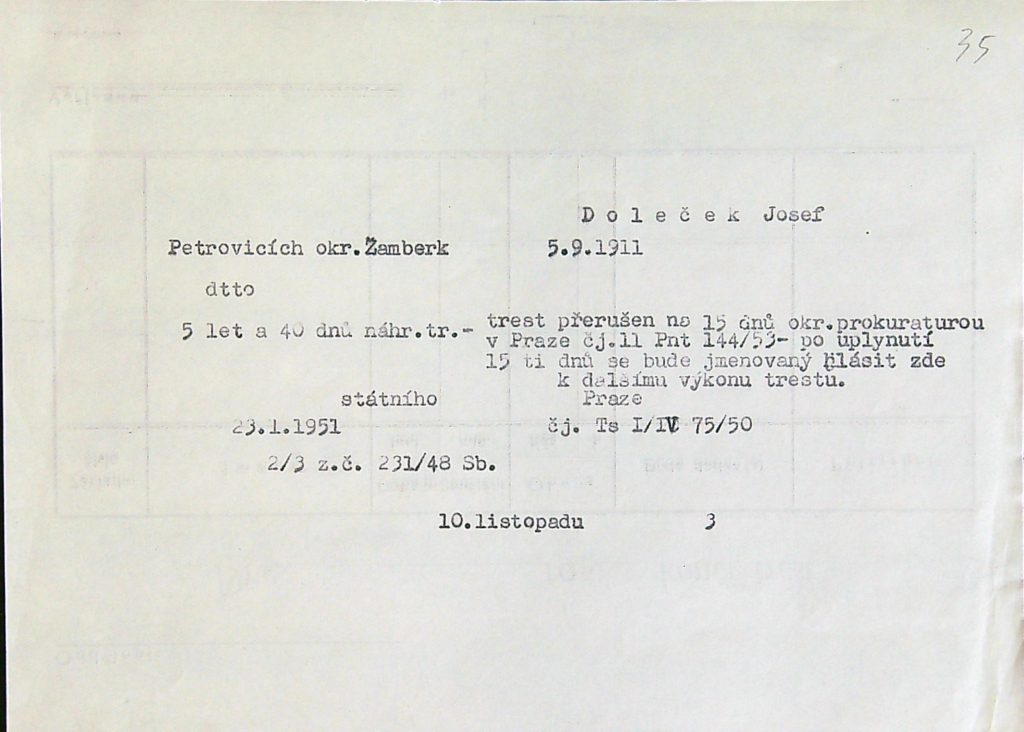 35
D o l e č e k Josef
Petrovicích okr.Žamberk 5.9.1911
dtto
5 let a 40 dnů náhr.tr.- trest přerušen na 15 dnů okr.prokuraturou
v Praze čj.11 Pnt 144/53- po uplynutí
15 ti dnů se bude jmenovaný hlásit zde
k dalšímu výkonu trestu.
státního Praze
23.1.1951 čj. Ts I/IV 75/50
2/3 z.č. 231/48 Sb.
10.listopadu 3